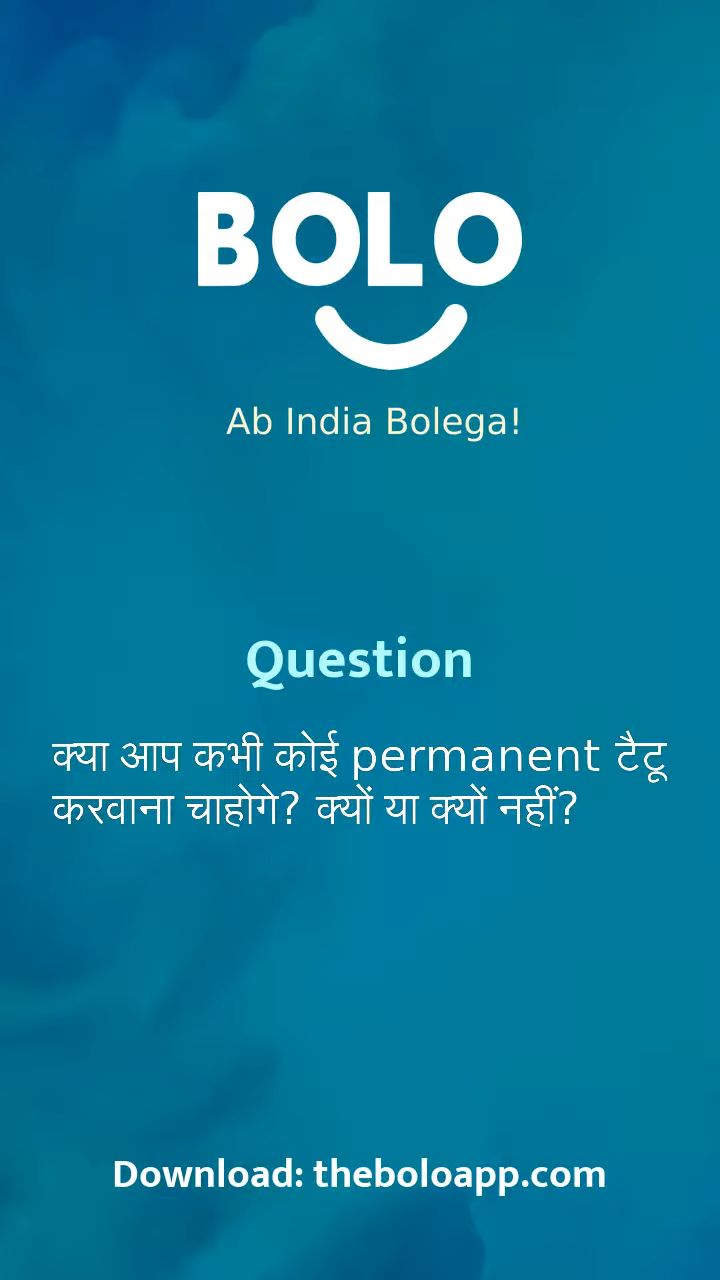 BOLO
Ab India Bolega!
Question
क्या आप कभी कोई permanent टैटू
करवाना चाहोगे? क्यों या क्यों नहीं?
Download: theboloapp.com